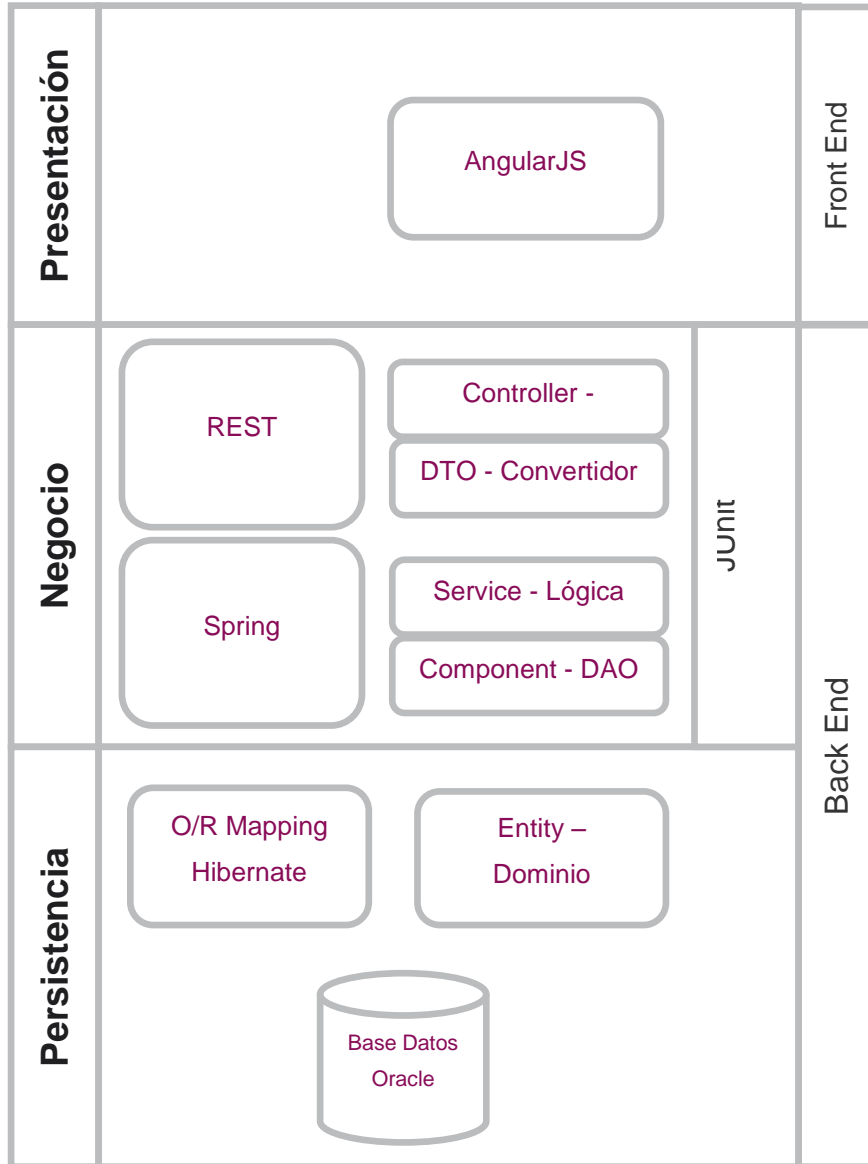 Presentación
AngularJS
Front End
Negocio
REST
Controller -
DTO - Convertidor
Spring
Service - Lógica
Component - DAO
JUnit
Back End
Persistencia
O/R Mapping
Hibernate
Entity –
Dominio
Base Datos
Oracle